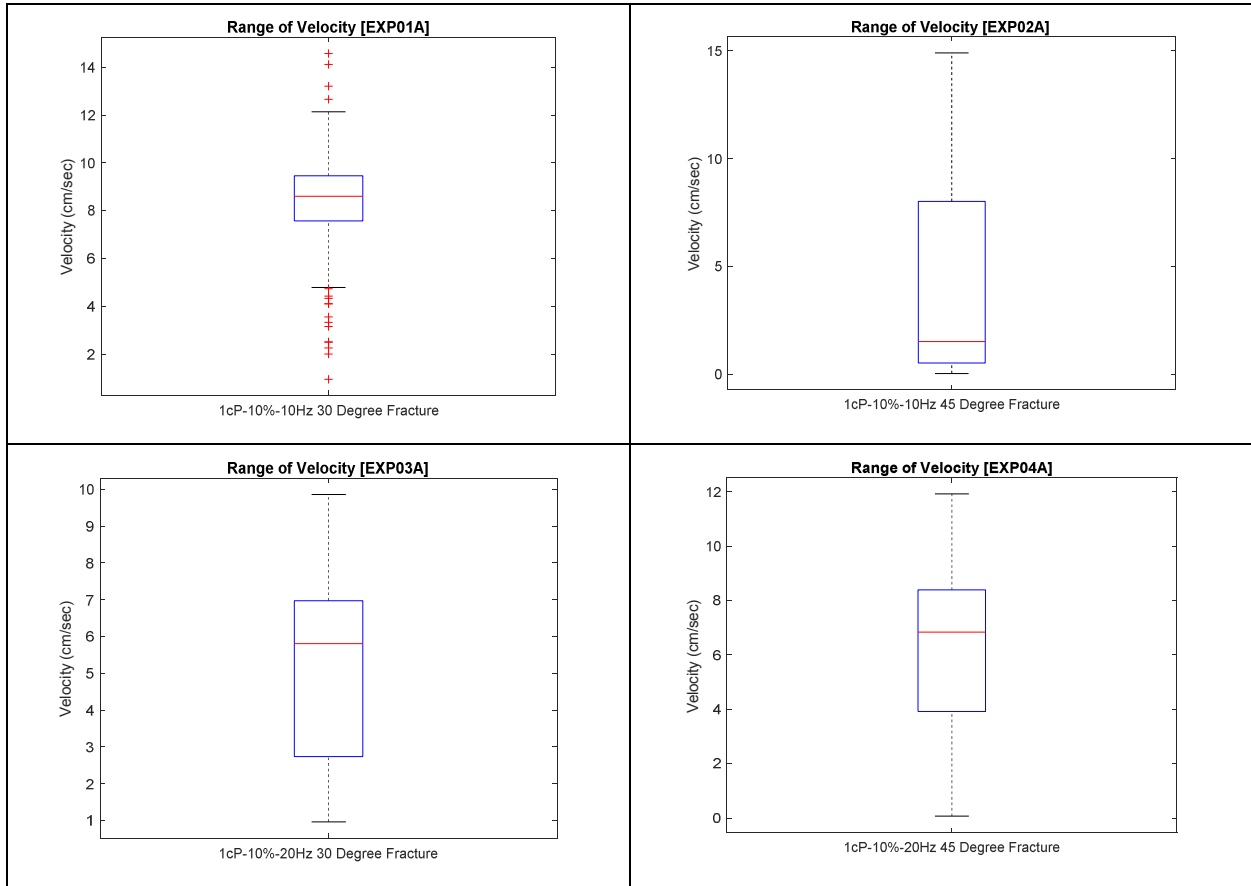 Range of Velocity [EXP01A]
14
12
10
8
6
4
2
Velocity (cm/sec)
1cP-10%-10Hz 30 Degree Fracture
Range of Velocity [EXP02A]
15
10
5
0
Velocity (cm/sec)
1cP-10%-10Hz 45 Degree Fracture
Range of Velocity [EXP03A]
10
9
8
7
6
5
4
3
2
1
Velocity (cm/sec)
1cP-10%-20Hz 30 Degree Fracture
Range of Velocity [EXP04A]
12
10
8
6
4
2
0
Velocity (cm/sec)
1cP-10%-20Hz 45 Degree Fracture